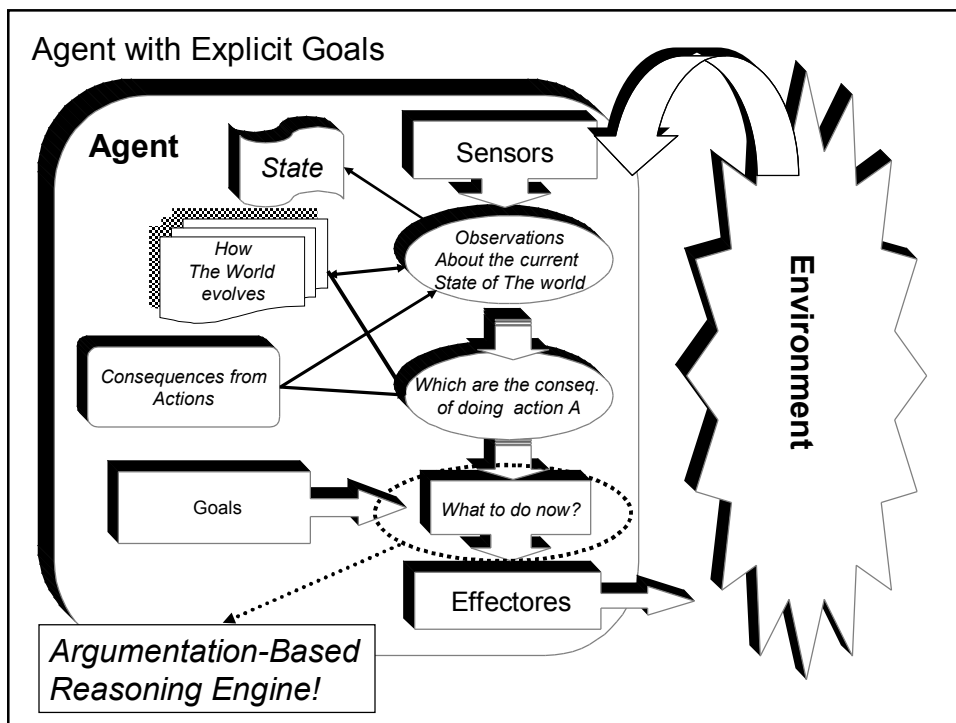 Agent with Explicit Goals
Agent
State
Sensors
How
The World
evolves
Observations
About the current
State of The world
Consequences from
Actions
Which are the conseq.
of doing action A
Goals
What to do now?
Effectores
Argumentation-Based
Reasoning Engine!
Environment